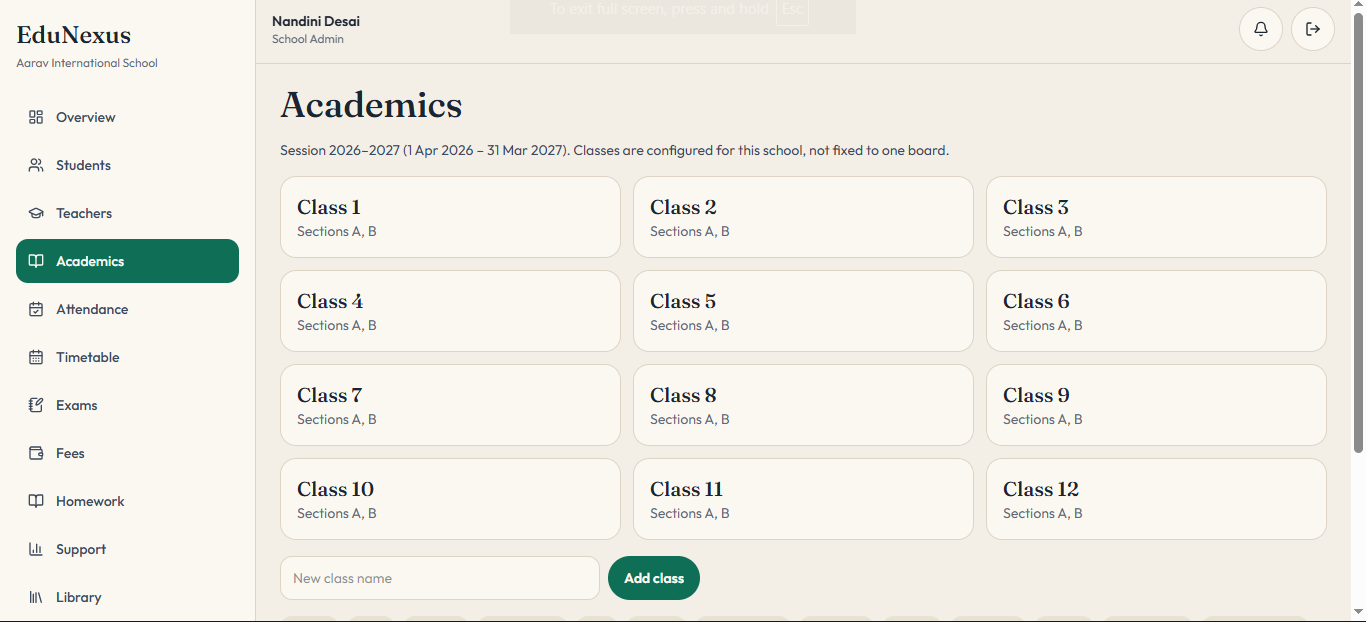 EduNexus
Aarav International School
Overview
Students
Teachers
Academics
Attendance
Timetable
Exams
Fees
Homework
Support
Library
Nandini Desai
School Admin
To exit full screen, press and hold Esc
Academics
Session 2026–2027 (1 Apr 2026 – 31 Mar 2027). Classes are configured for this school, not fixed to one board.
Class 1
Sections A, B
Class 2
Sections A, B
Class 3
Sections A, B
Class 4
Sections A, B
Class 5
Sections A, B
Class 6
Sections A, B
Class 7
Sections A, B
Class 8
Sections A, B
Class 9
Sections A, B
Class 10
Sections A, B
Class 11
Sections A, B
Class 12
Sections A, B
New class name
Add class